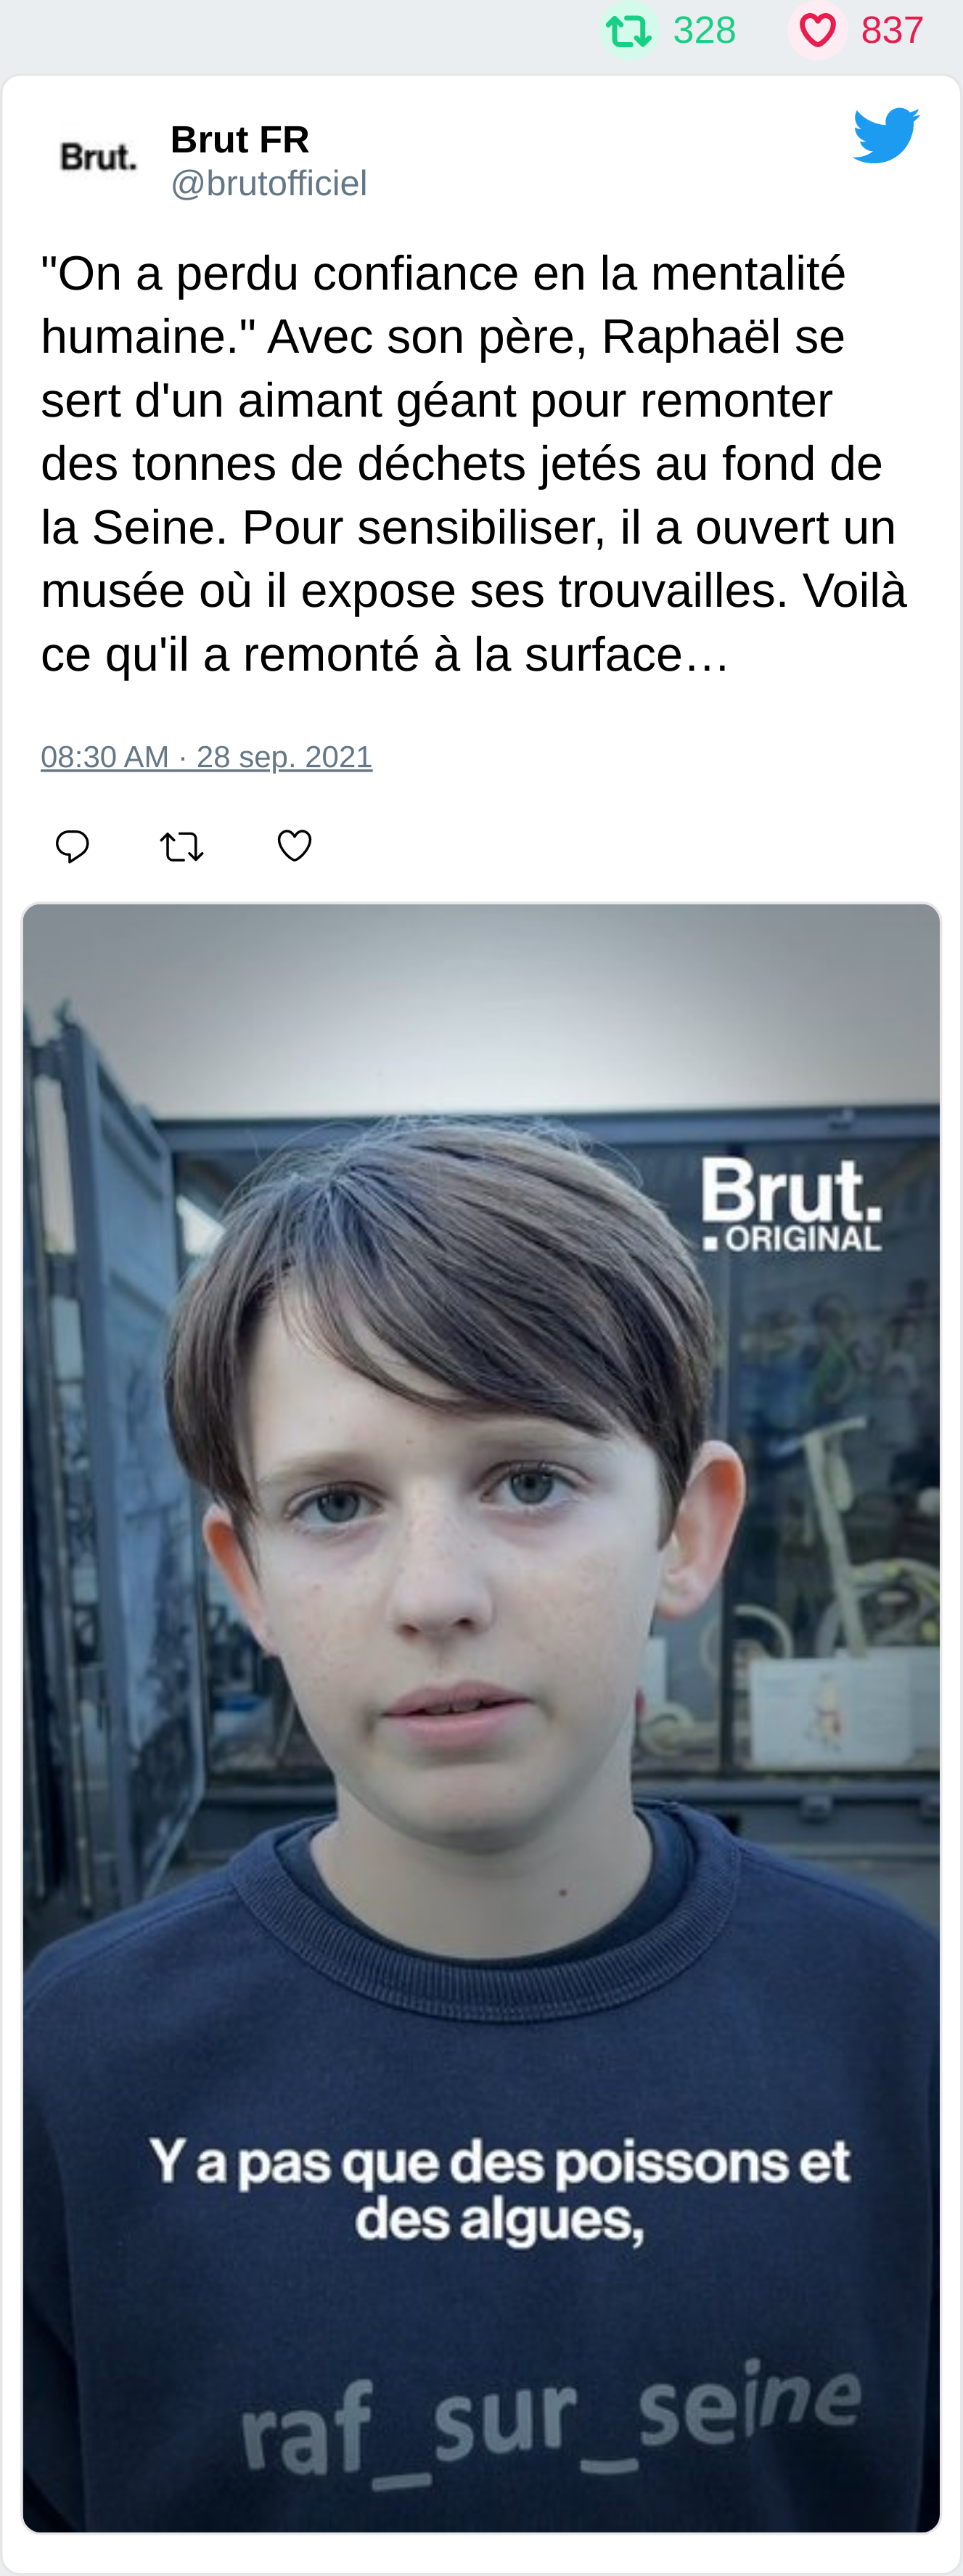 328 837
Brut.
Brut FR
@brutofficiel
"On a perdu confiance en la mentalité
humaine." Avec son père, Raphaël se
sert d'un aimant géant pour remonter
des tonnes de déchets jetés au fond de
la Seine. Pour sensibiliser, il a ouvert un
musée où il expose ses trouvailles. Voilà
ce qu'il a remonté à la surface…
08:30 AM · 28 sep. 2021
Brut.
ORIGINAL
Y a pas que des poissons et
des algues,
raf_sur_seine